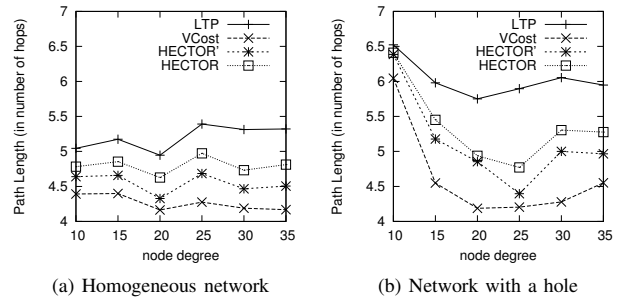 7
6.5
6
5.5
5
4.5
4
Path Length (in number of hops)
LTP
VCost
HECTOR'
HECTOR
10 15 20 25 30 35
node degree
(a) Homogeneous network
7
6.5
6
5.5
5
4.5
4
Path Length (in number of hops)
LTP
VCost
HECTOR'
HECTOR
10 15 20 25 30 35
node degree
(b) Network with a hole